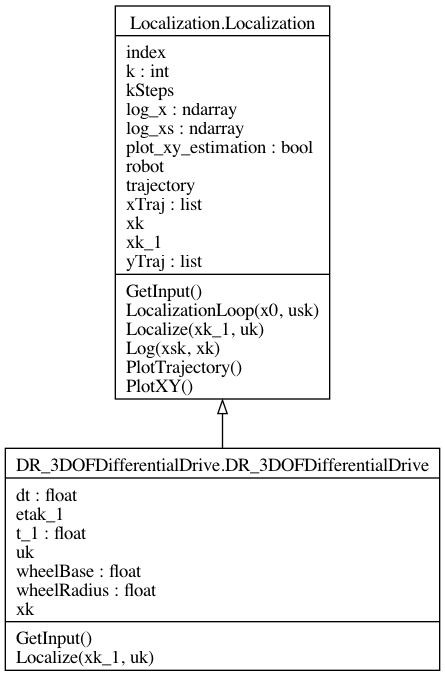 Localization.Localization
index
k : int
kSteps
log_x : ndarray
log_xs : ndarray
plot_xy_estimation : bool
robot
trajectory
xTraj : list
xk
xk_1
yTraj : list
GetInput()
LocalizationLoop(x0, usk)
Localize(xk_1, uk)
Log(xsk, xk)
PlotTrajectory()
PlotXY()
DR_3DOFDifferentialDrive.DR_3DOFDifferentialDrive
dt : float
etak_1
t_1 : float
uk
wheelBase : float
wheelRadius : float
xk
GetInput()
Localize(xk_1, uk)